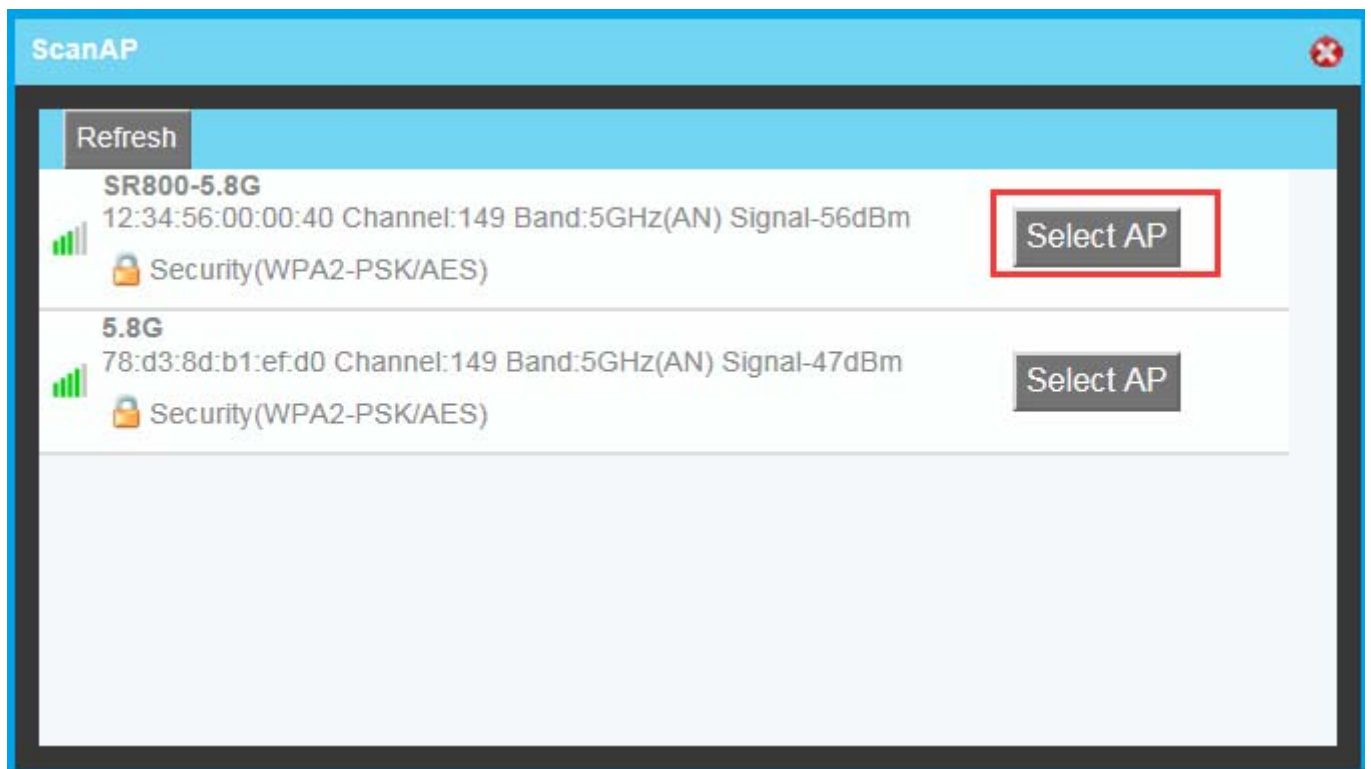 ScanAP
Refresh
SR800-5.8G
12:34:56:00:00:40 Channel:149 Band:5GHz(AN) Signal-56dBm
Select AP
Security(WPA2-PSK/AES)
5.8G
78:d3:8d:b1:ef:d0 Channel:149 Band:5GHz(AN) Signal-47dBm
Select AP
Security(WPA2-PSK/AES)